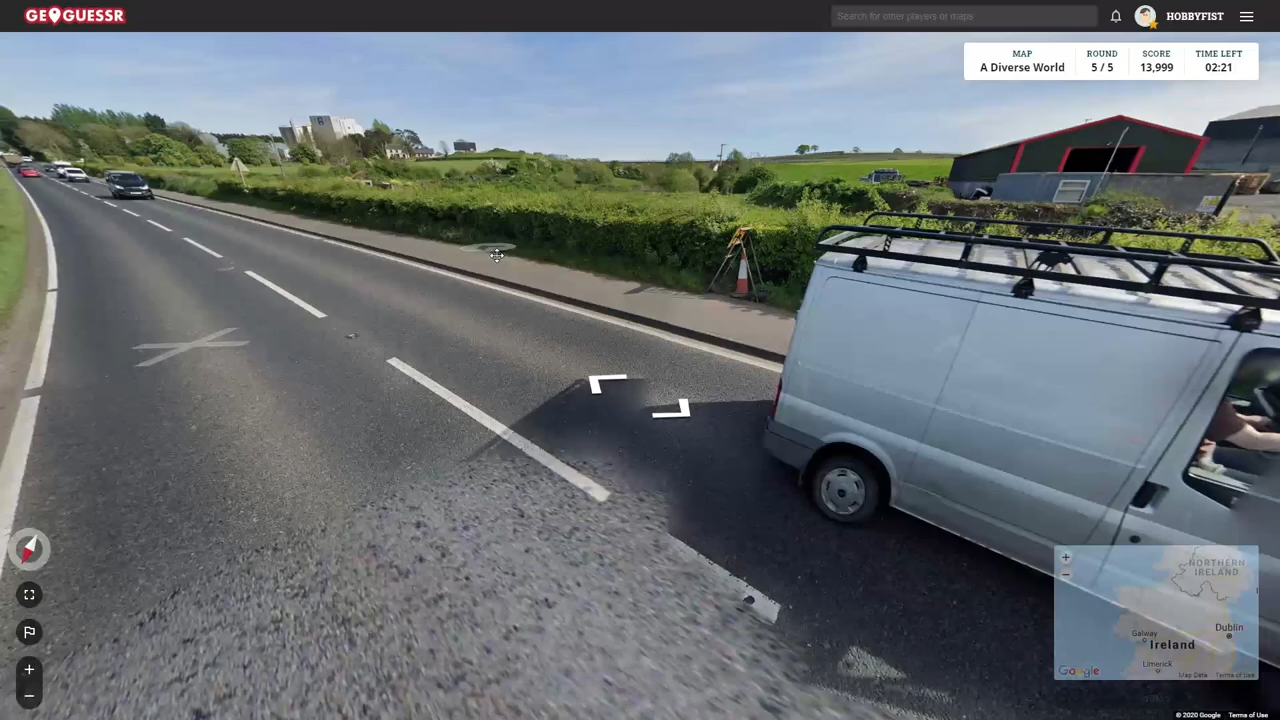 GEOGUESSR
Search for other players or maps
HOBBYFIST
MAP
A Diverse World
ROUND
5 / 5
SCORE
13,999
TIME LEFT
02:21
NORTHERN
IRELAND
Galway
Dublin
Ireland
Limerick
Google
Map Data
Terms of Use
© 2020 Google
Terms of Use